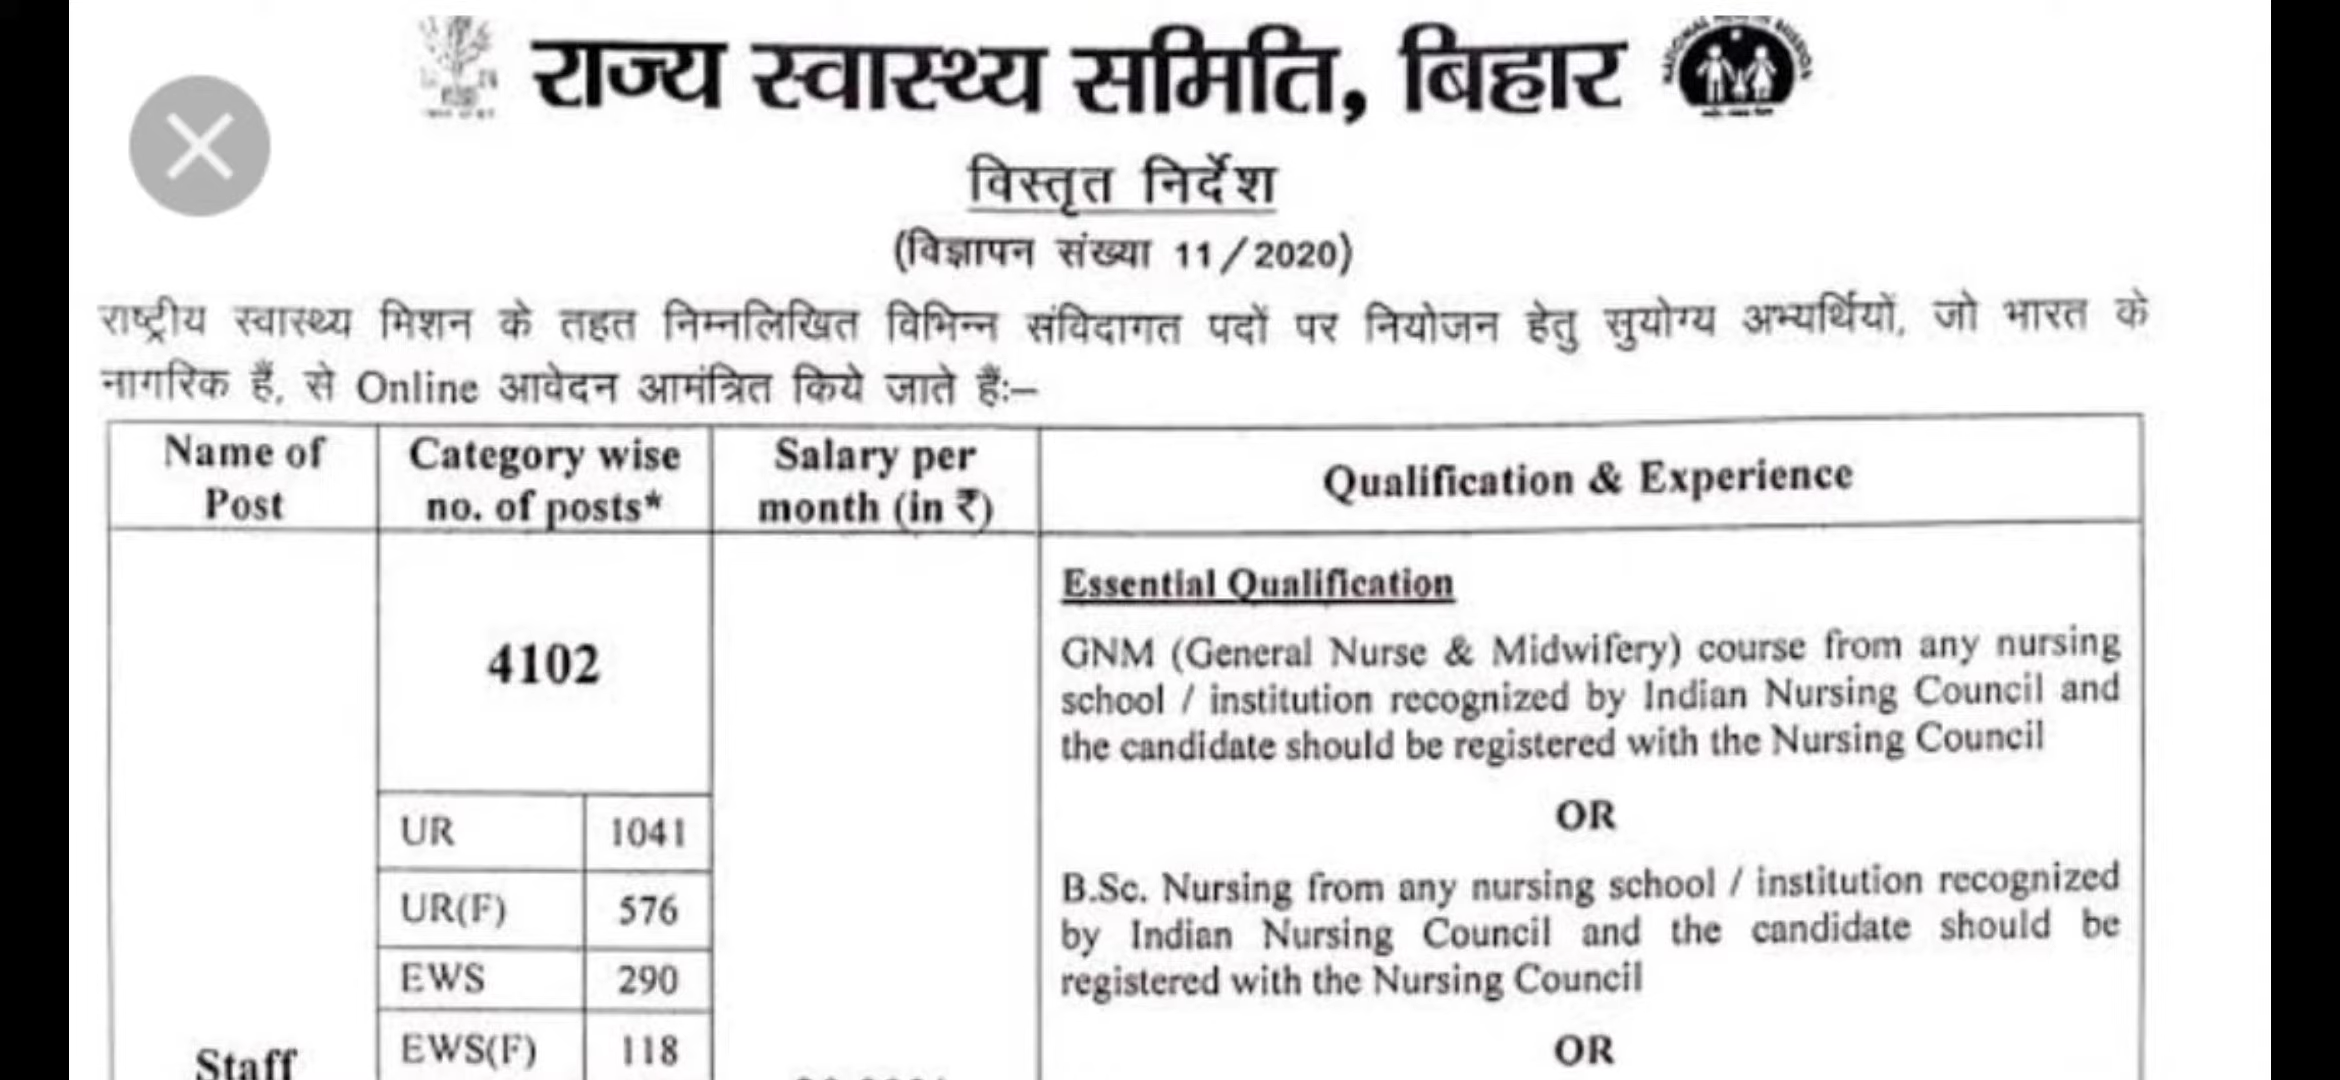 राज्य स्वास्थ्य समिति, बिहार
विस्तृत निर्देश
(विज्ञापन संख्या 11/2020)
राष्ट्रीय स्वास्थ्य मिशन के तहत निम्नलिखित विभिन्न संविदागत पदों पर नियोजन हेतु सुयोग्य अभ्यर्थियों, जो भारत के
नागरिक हैं, से Online आवेदन आमंत्रित किये जाते हैं:–
Name of
Post
Category wise
no. of posts*
Salary per
month (in ₹)
Qualification & Experience
Staff
4102
UR 1041
UR(F) 576
EWS 290
EWS(F) 118
Essential Qualification
GNM (General Nurse & Midwifery) course from any nursing
school / institution recognized by Indian Nursing Council and
the candidate should be registered with the Nursing Council
OR
B.Sc. Nursing from any nursing school / institution recognized
by Indian Nursing Council and the candidate should be
registered with the Nursing Council
OR